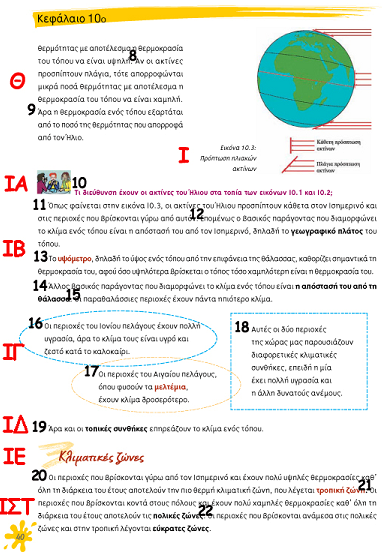 Κεφάλαιο 10ο
θερμότητας με αποτέλεσμα η θερμοκρασία
του τόπου να είναι υψηλή. Αν οι ακτίνες
8
Θ
προσπίπτουν πλάγια, τότε απορροφώνται
μικρά ποσά θερμότητας με αποτέλεσμα η
θερμοκρασία του τόπου να είναι χαμηλή.
9
Άρα η θερμοκρασία ενός τόπου εξαρτάται
από το ποσό της θερμότητας που απορροφά
από τον Ήλιο.
Ι
Εικόνα 10.3:
Πρόπτωση ηλιακών
ακτίνων
Κάθετη πρόσπτωση
ακτίνων
Πλάγια πρόσπτωση
ακτίνων
ΙΑ
10
Τι διεύθυνση έχουν οι ακτίνες του Ήλιου στα τοπία των εικόνων 10.1 και 10.2;
11 Όπως φαίνεται στην εικόνα 10.3, οι ακτίνες του Ήλιου προσπίπτουν κάθετα στον Ισημερινό και
στις περιοχές που βρίσκονται γύρω από αυτόν. Επομένως ο βασικός παράγοντας που διαμορφώνει
12
το κλίμα ενός τόπου είναι η απόστασή του από τον Ισημερινό, δηλαδή το γεωγραφικό πλάτος του
τόπου.
ΙΒ
13 Το υψόμετρο, δηλαδή το ύψος ενός τόπου από την επιφάνεια της θάλασσας, καθορίζει σημαντικά τη
θερμοκρασία του, αφού όσο υψηλότερα βρίσκεται ο τόπος τόσο χαμηλότερη είναι η θερμοκρασία του.
14 Άλλος βασικός παράγοντας που διαμορφώνει το κλίμα ενός τόπου είναι η απόστασή του από τη
θάλασσα. Οι παραθαλάσσιες περιοχές έχουν πάντα ηπιότερο κλίμα.
15
16 Οι περιοχές του Ιονίου πελάγους έχουν πολλή
υγρασία, άρα το κλίμα τους είναι υγρό και
ζεστό κατά το καλοκαίρι.
ΙΓ
17 Οι περιοχές του Αιγαίου πελάγους,
όπου φυσούν τα μελτέμια,
έχουν κλίμα δροσερότερο.
18 Αυτές οι δύο περιοχές
της χώρας μας παρουσιάζουν
διαφορετικές κλιματικές
συνθήκες, επειδή η μία
έχει πολλή υγρασία και
η άλλη δυνατούς ανέμους.
ΙΔ
19 Άρα και οι τοπικές συνθήκες επηρεάζουν το κλίμα ενός τόπου.
ΙΕ
Κλιματικές ζώνες
20 Οι περιοχές που βρίσκονται γύρω από τον Ισημερινό και έχουν πολύ υψηλές θερμοκρασίες καθ'
όλη τη διάρκεια του έτους αποτελούν την πιο θερμή κλιματική ζώνη, που λέγεται τροπική ζώνη. Οι
21
ΙΣΤ
περιοχές που βρίσκονται κοντά στους πόλους και έχουν πολύ χαμηλές θερμοκρασίες καθ' όλη τη
διάρκεια του έτους αποτελούν τις πολικές ζώνες. Οι περιοχές που βρίσκονται ανάμεσα στις πολικές
22
ζώνες και στην τροπική λέγονται εύκρατες ζώνες.
40